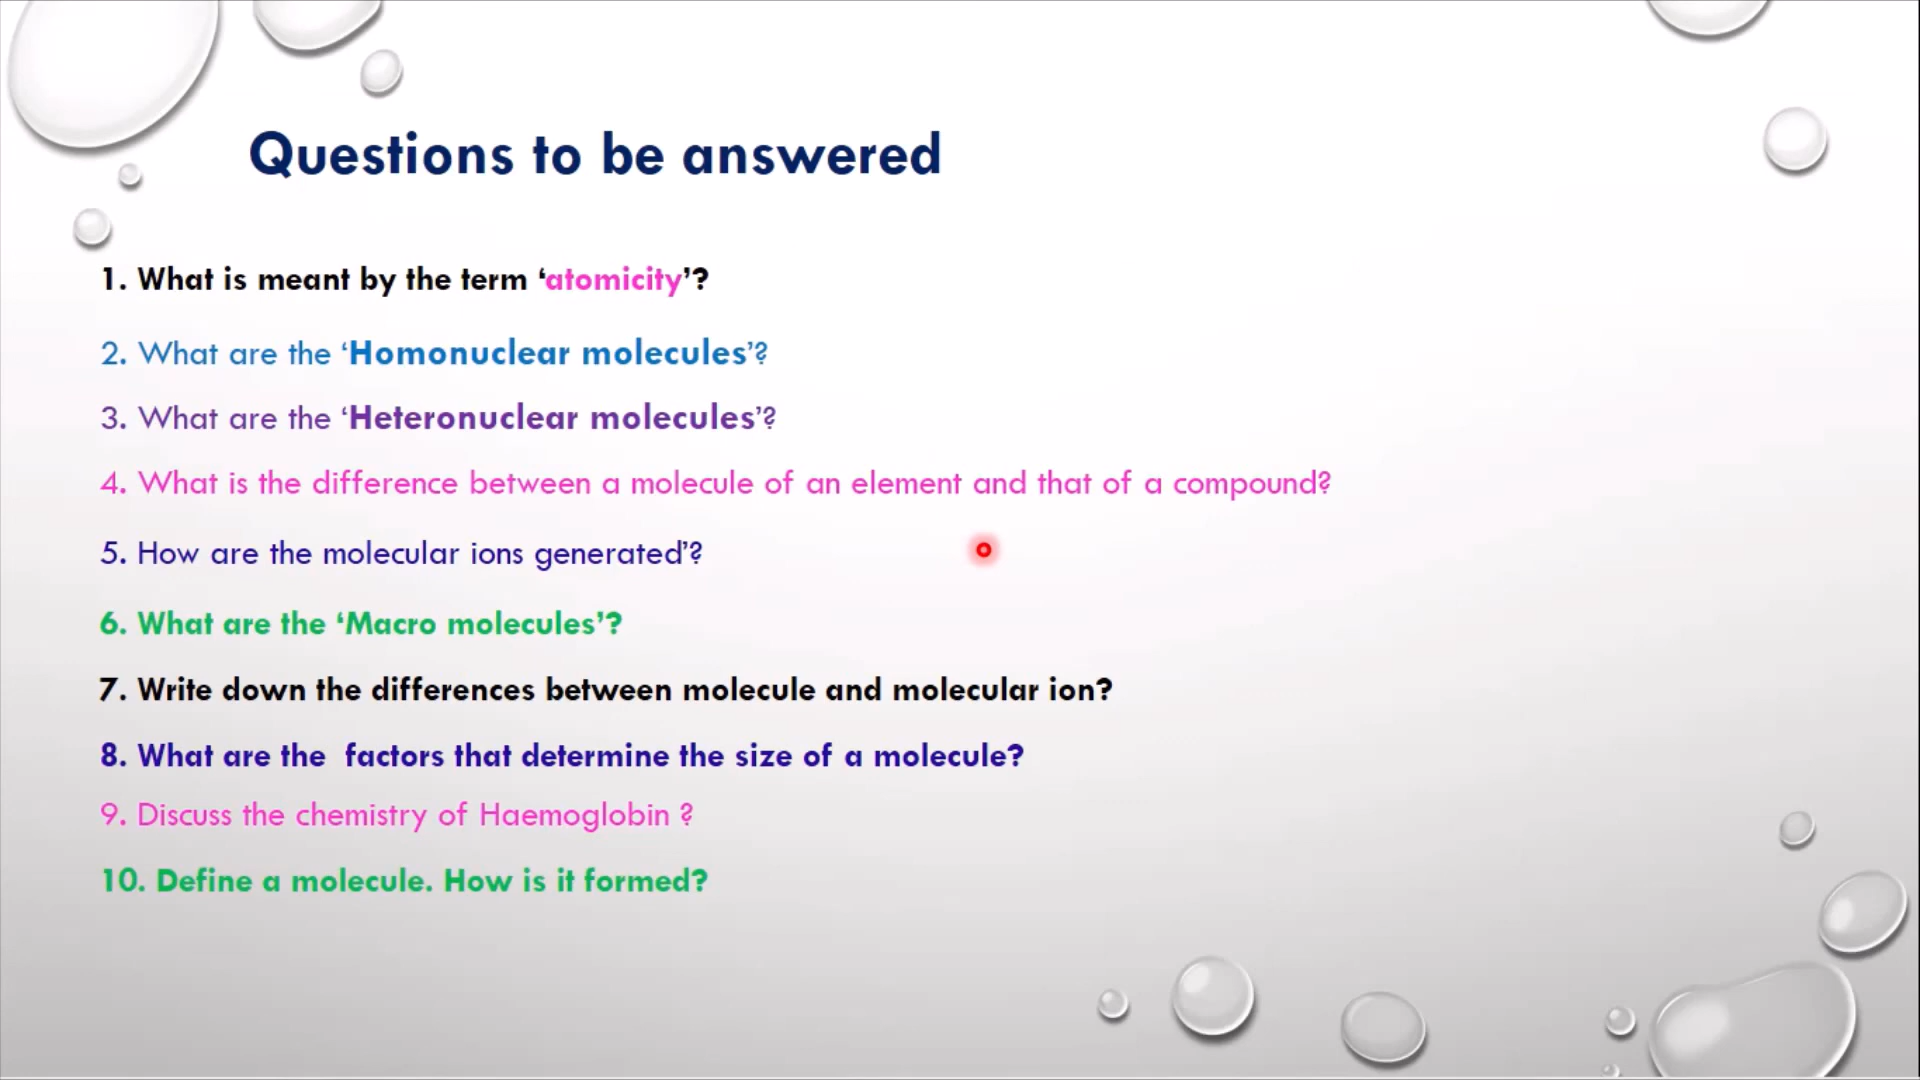 Questions to be answered
1. What is meant by the term ‘atomicity’?
2. What are the ‘Homonuclear molecules’?
3. What are the ‘Heteronuclear molecules’?
4. What is the difference between a molecule of an element and that of a compound?
5. How are the molecular ions generated’?
6. What are the ‘Macro molecules’?
7. Write down the differences between molecule and molecular ion?
8. What are the  factors that determine the size of a molecule?
9. Discuss the chemistry of Haemoglobin ?
10. Define a molecule. How is it formed?